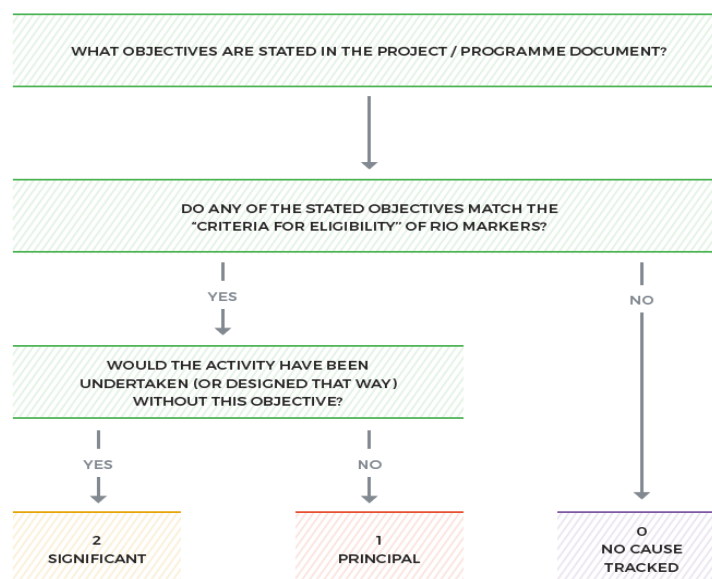 WHAT OBJECTIVES ARE STATED IN THE PROJECT / PROGRAMME DOCUMENT?
DO ANY OF THE STATED OBJECTIVES MATCH THE
“CRITERIA FOR ELIGIBILITY” OF RIO MARKERS?
YES
NO
WOULD THE ACTIVITY HAVE BEEN
UNDERTAKEN (OR DESIGNED THAT WAY)
WITHOUT THIS OBJECTIVE?
YES
NO
2
SIGNIFICANT
1
PRINCIPAL
0
NO CAUSE
TRACKED